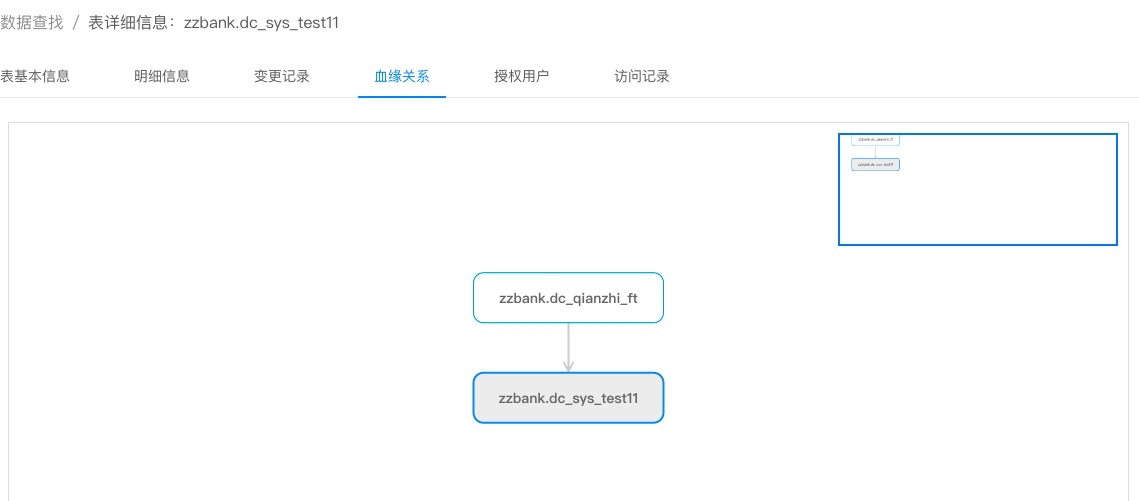 数据查找 / 表详细信息：zzbank.dc_sys_test11
表基本信息 明细信息 变更记录 血缘关系 授权用户 访问记录
zzbank.dc_qianzhi_ft
zzbank.dc_sys_test11
zzbank.dc_qianzhi_ft
zzbank.dc_sys_test11